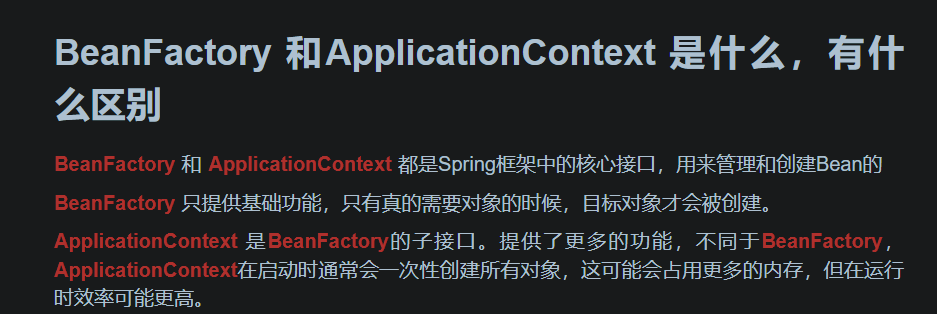 BeanFactory 和ApplicationContext 是什么，有什
么区别
BeanFactory 和 ApplicationContext 都是Spring框架中的核心接口，用来管理和创建Bean的
BeanFactory 只提供基础功能，只有真的需要对象的时候，目标对象才会被创建。
ApplicationContext 是BeanFactory的子接口。提供了更多的功能，不同于BeanFactory，
ApplicationContext在启动时通常会一次性创建所有对象，这可能会占用更多的内存，但在运行
时效率可能更高。